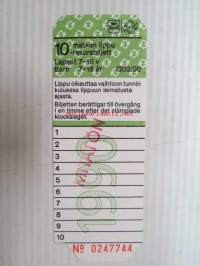 10 matkan lippu
-resorsbiljett
Lapset 7-16 v
Barn 7-16 år 1202/90
Lippu oikeuttaa vaihtoon tunnin
kuluessa lippuun leimatusta
ajasta.
Biljetten berättigar till övergång
i en timme efter det stämplade
klockslaget.
1
2
3
4
5
6
7
8
9
10
1990
MITÄTÖN
№ 0247744